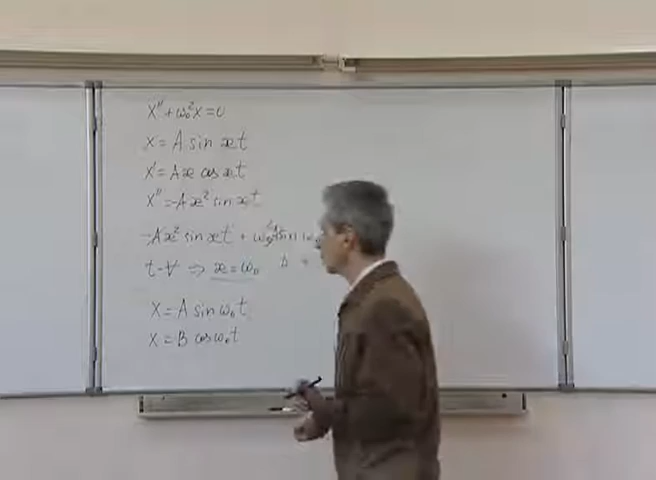 x'' + ω₀²x = 0
x = A sin æt
x' = Aæ cos æt
x'' = -Aæ² sin æt
-Aæ² sin æt + ω₀²
t-∀ ⇒ æ = ω₀
x = A sin ω₀t
x = B cos ω₀t